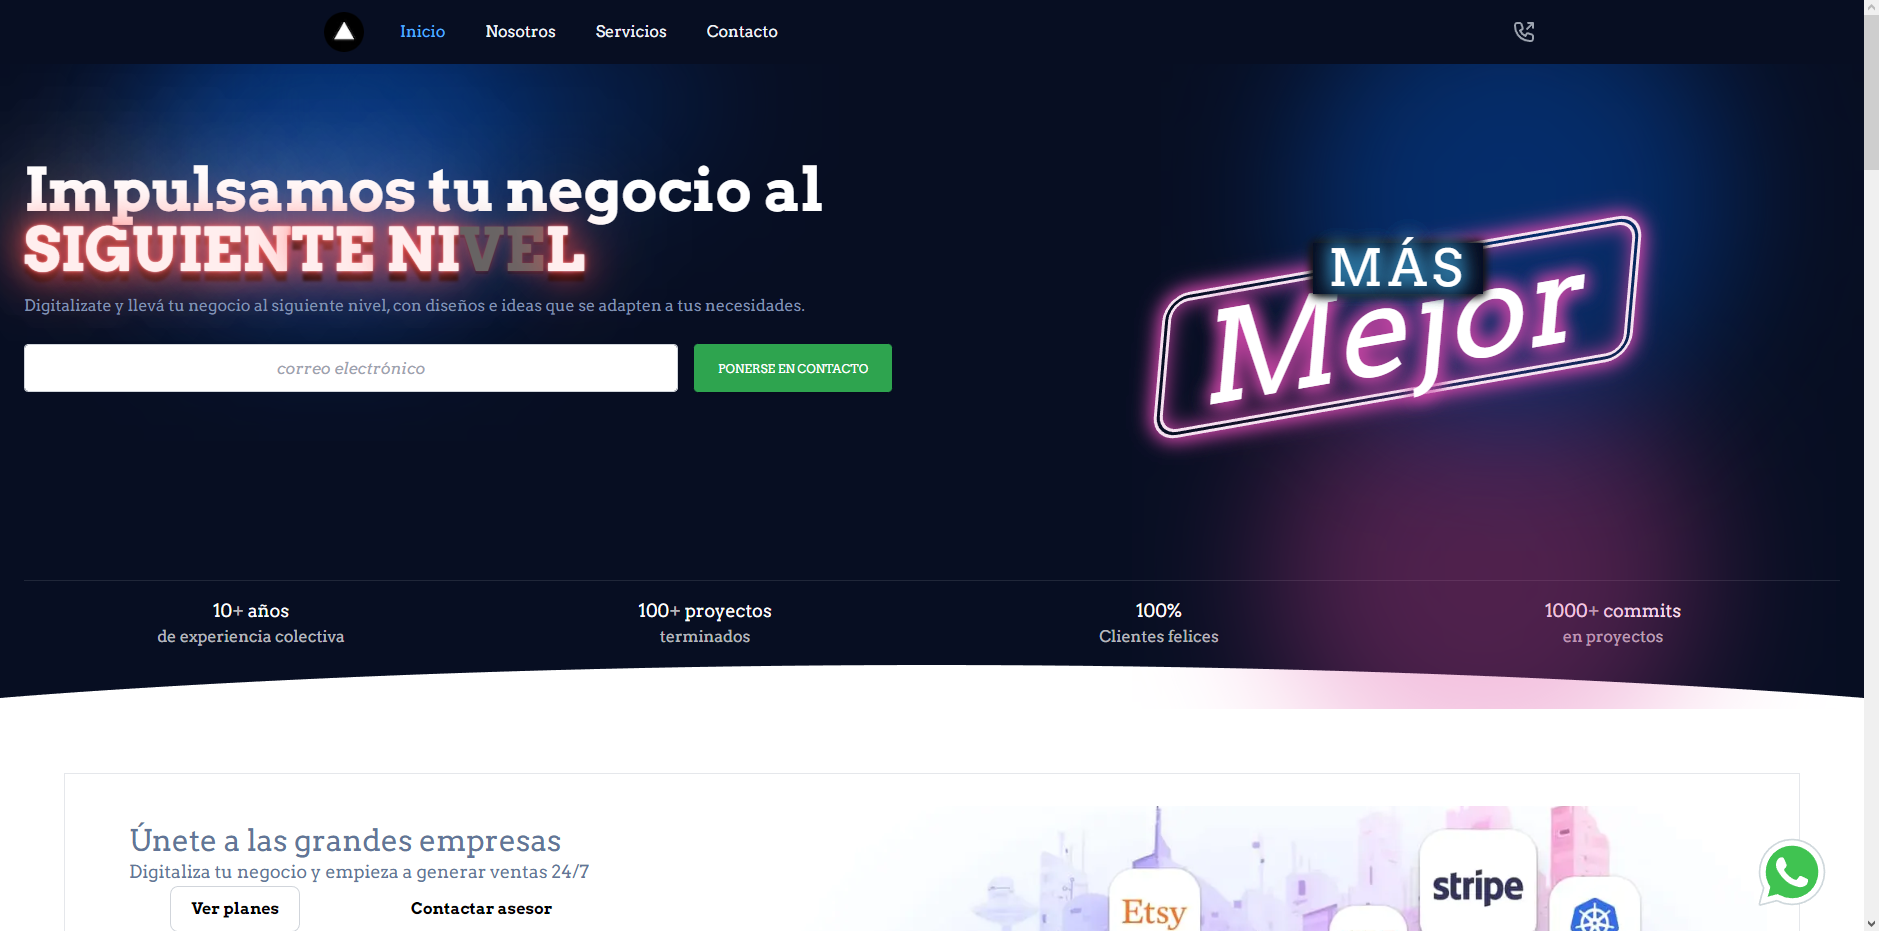 Inicio Nosotros Servicios Contacto
Impulsamos tu negocio al
SIGUIENTE NIVEL
Digitalizate y llevá tu negocio al siguiente nivel, con diseños e ideas que se adapten a tus necesidades.
correo electrónico PONERSE EN CONTACTO
MÁS
Mejor
10+ años
de experiencia colectiva
100+ proyectos
terminados
100%
Clientes felices
1000+ commits
en proyectos
Únete a las grandes empresas
Digitaliza tu negocio y empieza a generar ventas 24/7
Ver planes Contactar asesor
Etsy
stripe